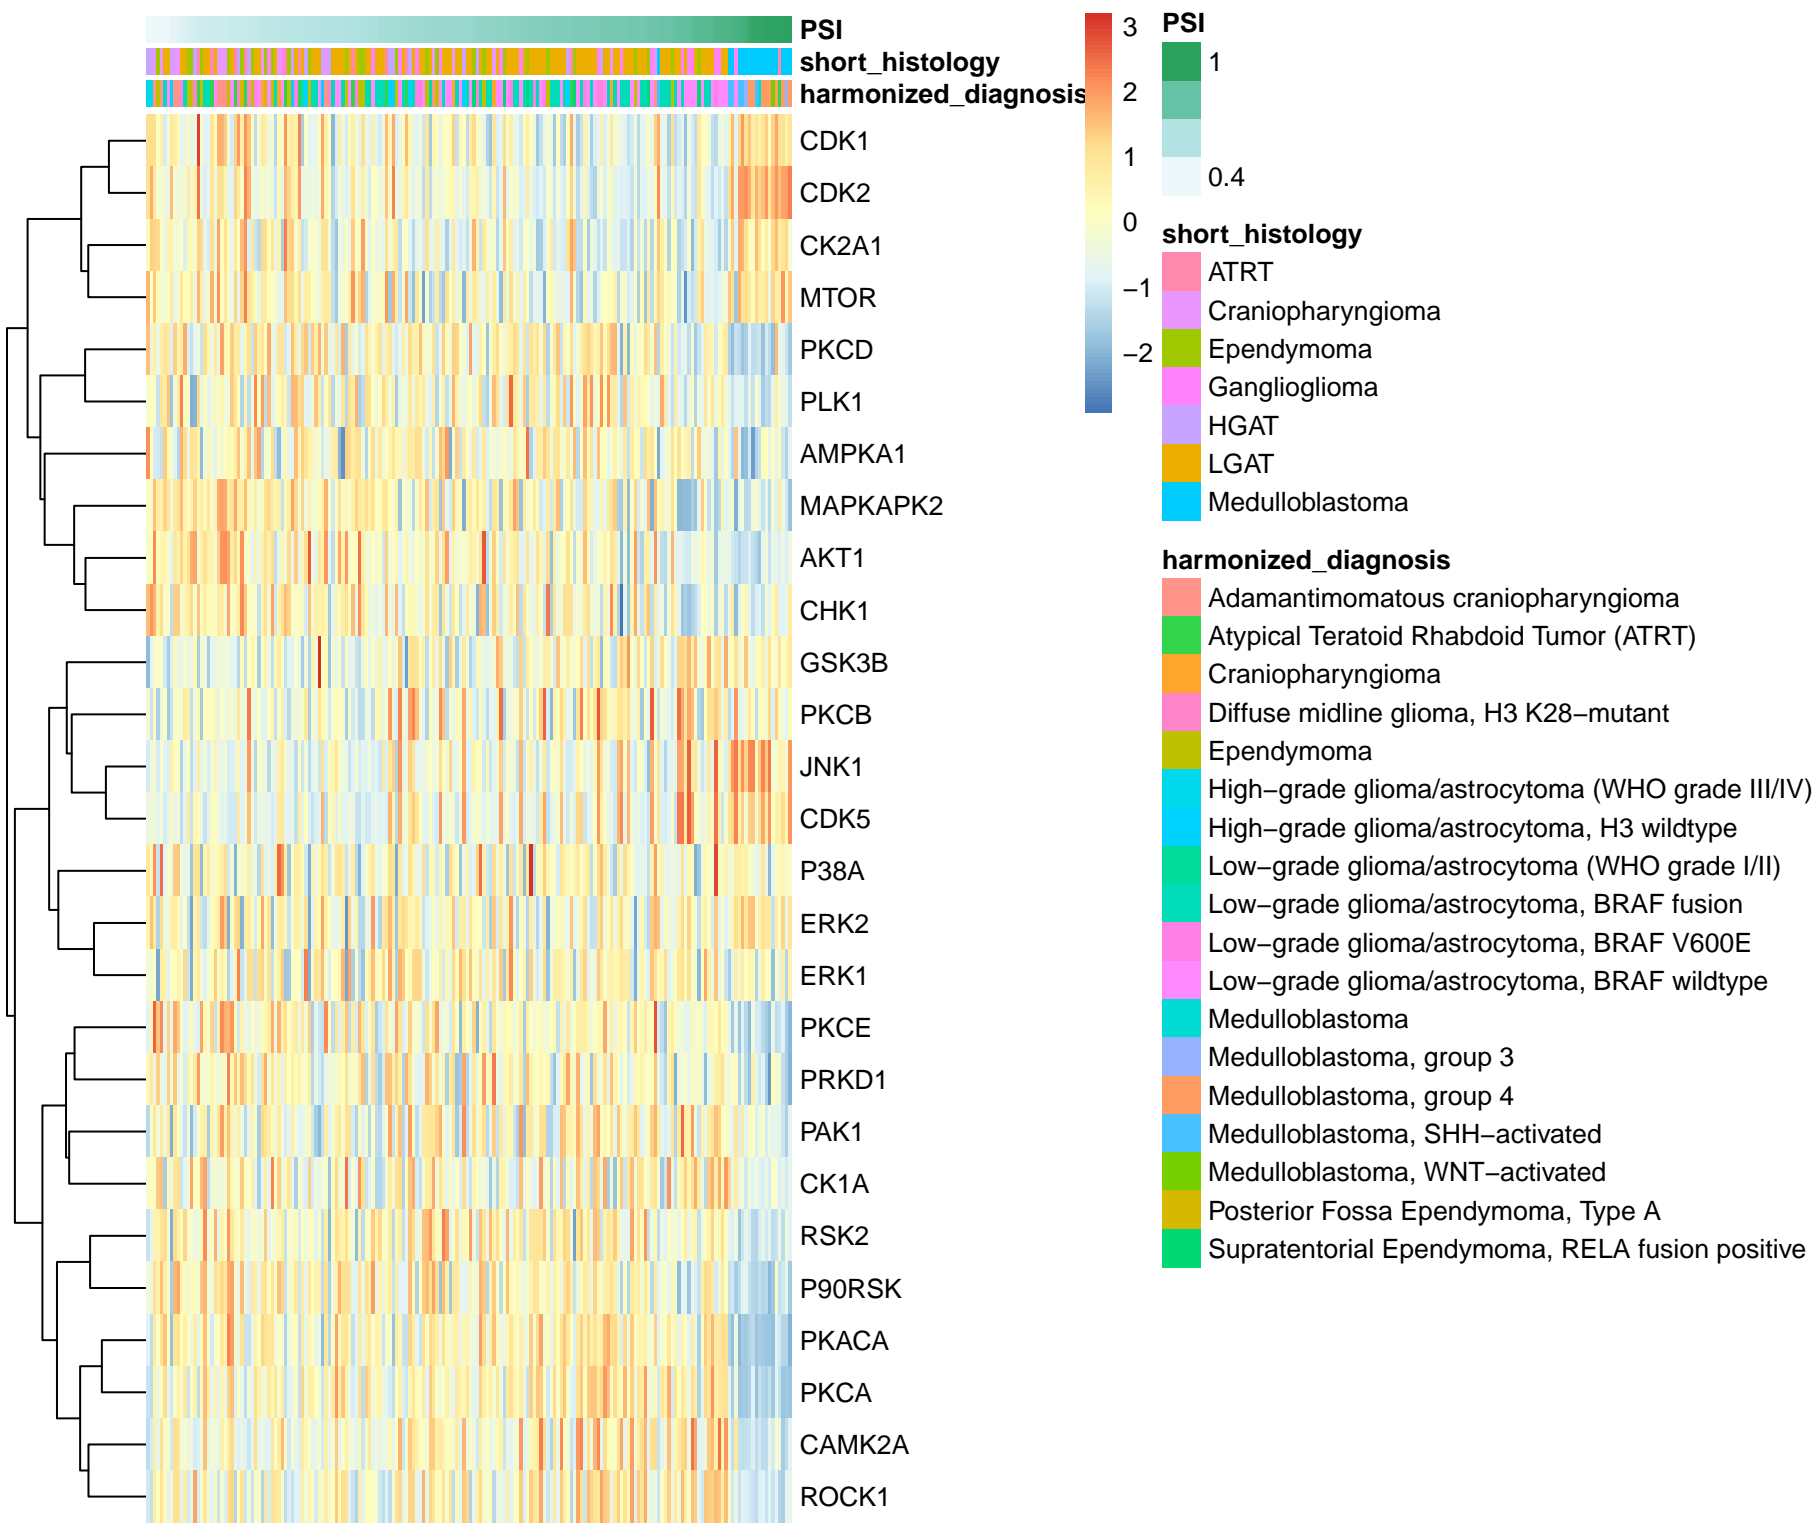 PSI
short_histology
harmonized_diagnosis
CDK1
CDK2
CK2A1
MTOR
PKCD
PLK1
AMPKA1
MAPKAPK2
AKT1
CHK1
GSK3B
PKCB
JNK1
CDK5
P38A
ERK2
ERK1
PKCE
PRKD1
PAK1
CK1A
RSK2
P90RSK
PKACA
PKCA
CAMK2A
ROCK1
3
2
1
0
−1
−2
PSI
1
0.4
short_histology
ATRT
Craniopharyngioma
Ependymoma
Ganglioglioma
HGAT
LGAT
Medulloblastoma
harmonized_diagnosis
Adamantimomatous craniopharyngioma
Atypical Teratoid Rhabdoid Tumor (ATRT)
Craniopharyngioma
Diffuse midline glioma, H3 K28−mutant
Ependymoma
High−grade glioma/astrocytoma (WHO grade III/IV)
High−grade glioma/astrocytoma, H3 wildtype
Low−grade glioma/astrocytoma (WHO grade I/II)
Low−grade glioma/astrocytoma, BRAF fusion
Low−grade glioma/astrocytoma, BRAF V600E
Low−grade glioma/astrocytoma, BRAF wildtype
Medulloblastoma
Medulloblastoma, group 3
Medulloblastoma, group 4
Medulloblastoma, SHH−activated
Medulloblastoma, WNT−activated
Posterior Fossa Ependymoma, Type A
Supratentorial Ependymoma, RELA fusion positive